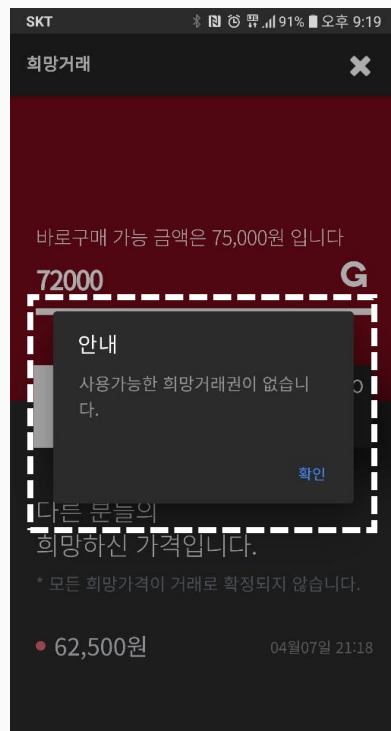 SKT 91% 오후 9:19
희망거래
바로구매 가능 금액은 75,000원 입니다
72000 G
안내
사용가능한 희망거래권이 없습니
다.
확인
다른 분들의
희망하신 가격입니다.
* 모든 희망가격이 거래로 확정되지 않습니다.
62,500원 04월07일 21:18